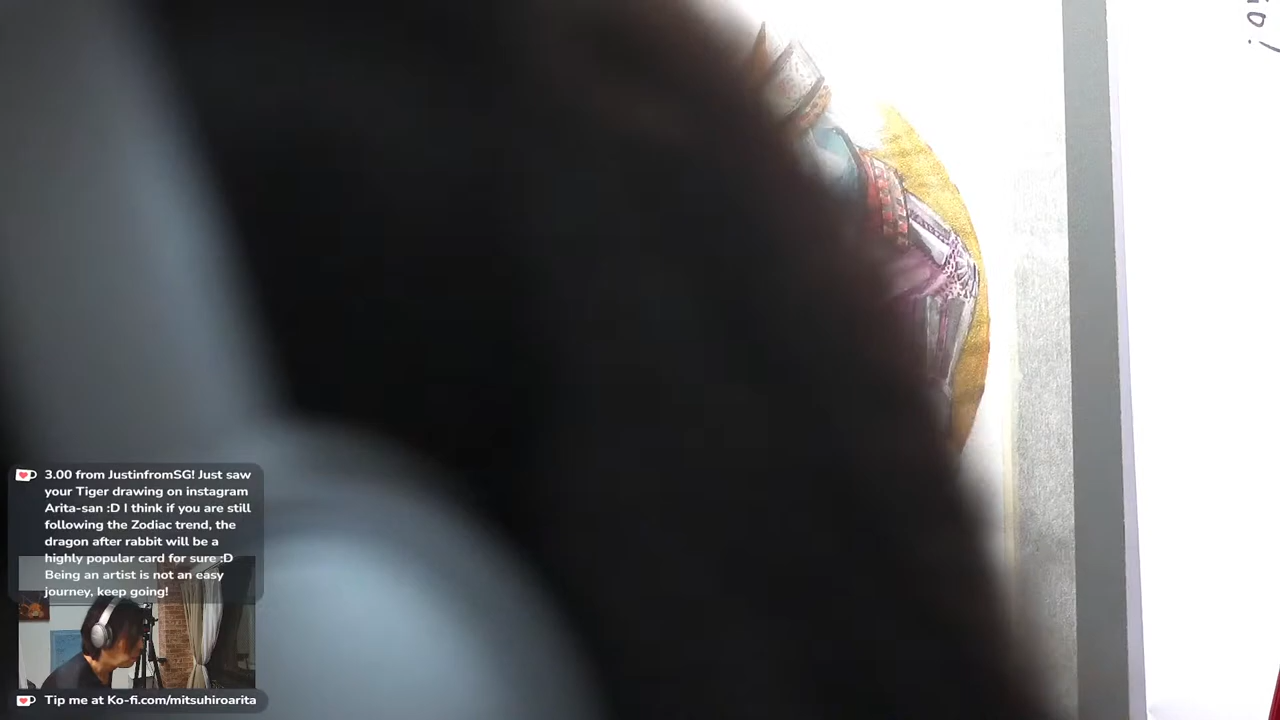 3.00 from JustinfromSG! Just saw
your Tiger drawing on instagram
Arita-san :D I think if you are still
following the Zodiac trend, the
dragon after rabbit will be a
highly popular card for sure :D
Being an artist is not an easy
journey, keep going!
Tip me at Ko-fi.com/mitsuhiroarita